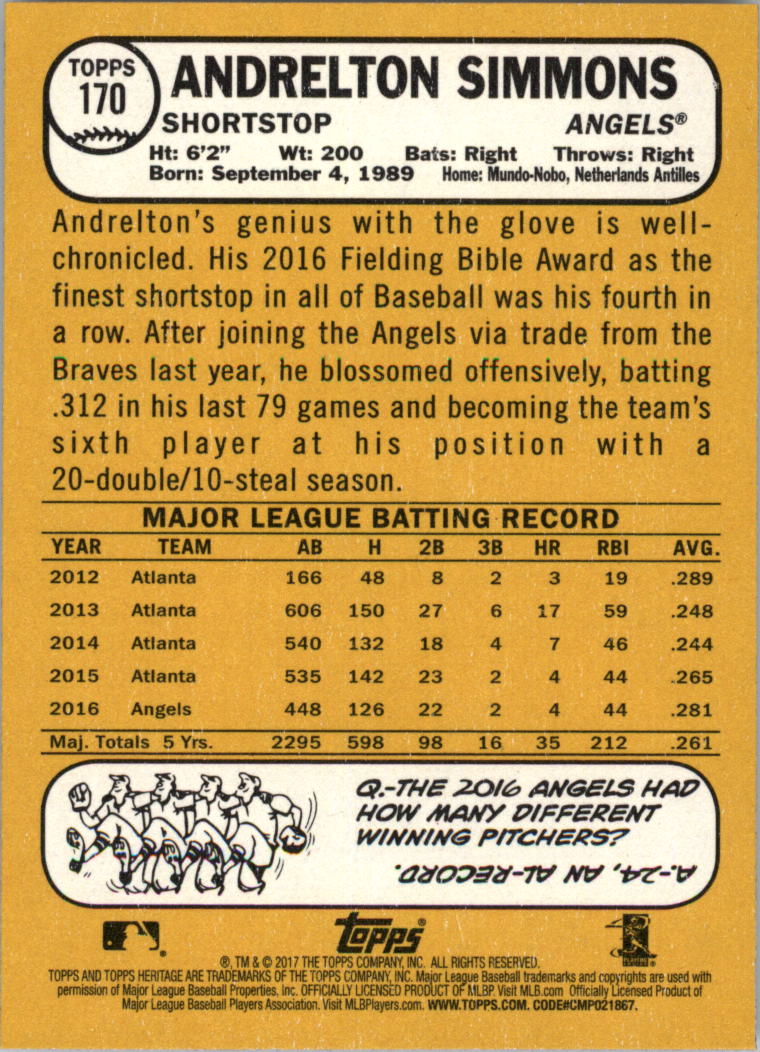 TOPPS
170
ANDRELTON SIMMONS
SHORTSTOP ANGELS®
Ht: 6'2" Wt: 200 Bats: Right Throws: Right
Born: September 4, 1989 Home: Mundo-Nobo, Netherlands Antilles
Andrelton's genius with the glove is well-
chronicled. His 2016 Fielding Bible Award as the
finest shortstop in all of Baseball was his fourth in
a row. After joining the Angels via trade from the
Braves last year, he blossomed offensively, batting
.312 in his last 79 games and becoming the team's
sixth player at his position with a
20-double/10-steal season.
MAJOR LEAGUE BATTING RECORD
YEAR TEAM AB H 2B 3B HR RBI AVG.
2012 Atlanta 166 48 8 2 3 19 .289
2013 Atlanta 606 150 27 6 17 59 .248
2014 Atlanta 540 132 18 4 7 46 .244
2015 Atlanta 535 142 23 2 4 44 .265
2016 Angels 448 126 22 2 4 44 .281
Maj. Totals 5 Yrs. 2295 598 98 16 35 212 .261
Q.-THE 2016 ANGELS HAD
HOW MANY DIFFERENT
WINNING PITCHERS?
A.-24, AN AL-RECORD.
Topps®
®, TM & © 2017 THE TOPPS COMPANY, INC. ALL RIGHTS RESERVED.
TOPPS AND TOPPS HERITAGE ARE TRADEMARKS OF THE TOPPS COMPANY, INC. Major League Baseball trademarks and copyrights are used with
permission of Major League Baseball Properties, Inc. OFFICIALLY LICENSED PRODUCT OF MLBP. Visit MLB.com Officially Licensed Product of
Major League Baseball Players Association. Visit MLBPlayers.com. WWW.TOPPS.COM. CODE#CMP021867.